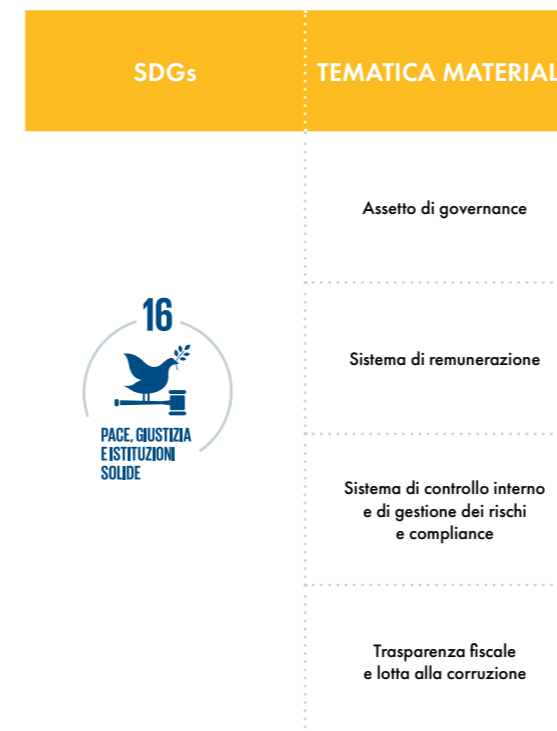 SDGs
TEMATICA MATERIAL
Assetto di governance
16
PACE, GIUSTIZIA
E ISTITUZIONI
SOLIDE
Sistema di remunerazione
Sistema di controllo interno
e di gestione dei rischi
e compliance
Trasparenza fiscale
e lotta alla corruzione